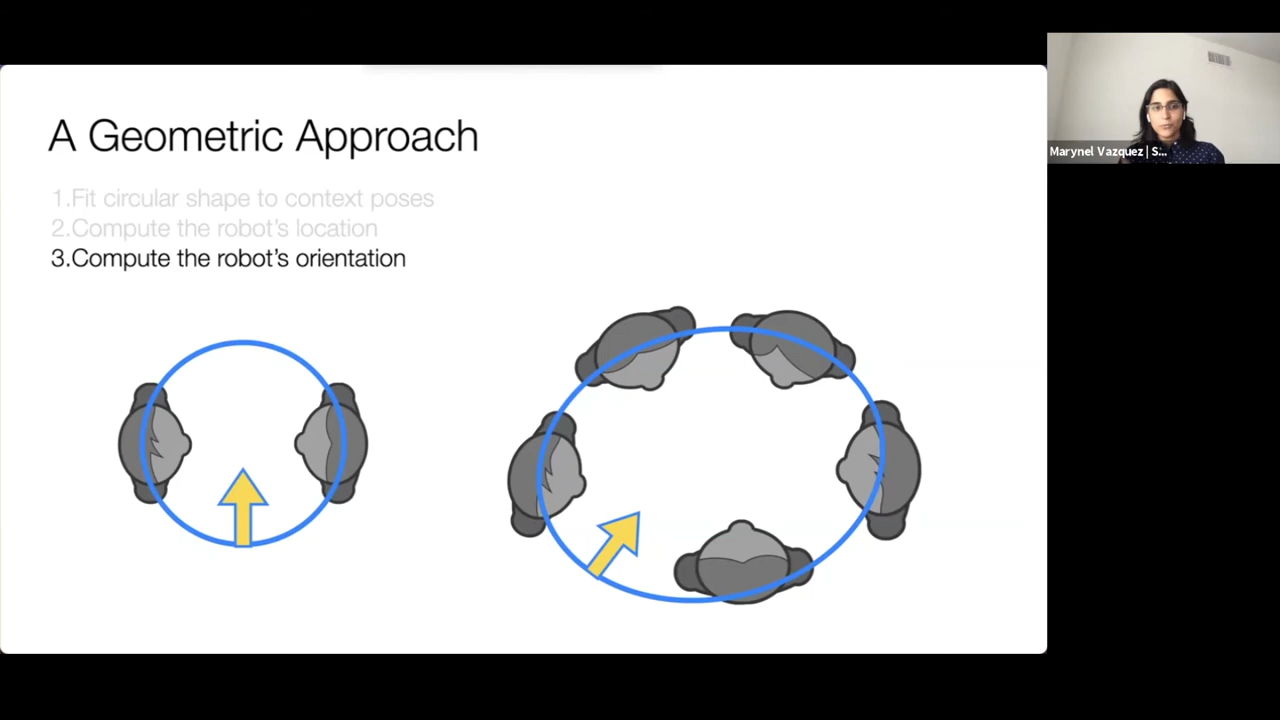 A Geometric Approach
1.Fit circular shape to context poses
2.Compute the robot's location
3.Compute the robot's orientation
Marynel Vazquez | S...